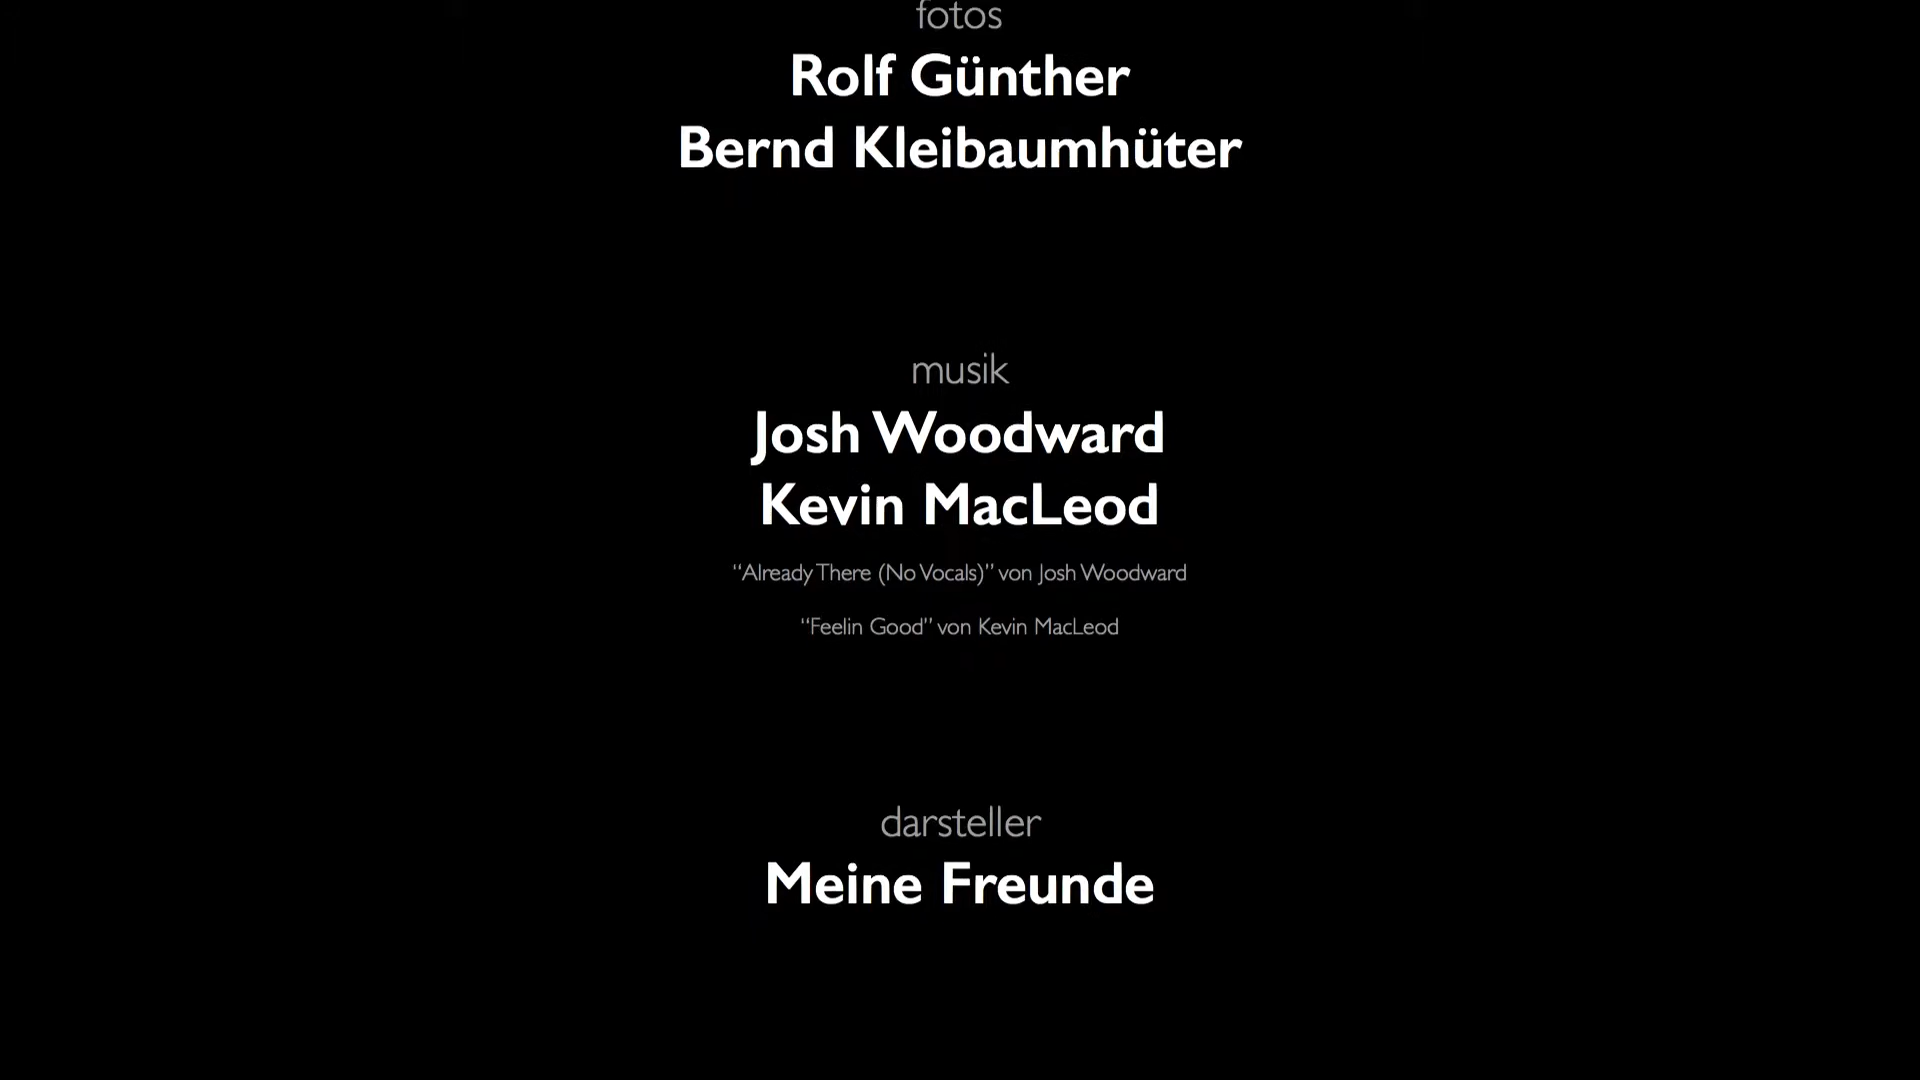 fotos
Rolf Günther
Bernd Kleibaumhüter
musik
Josh Woodward
Kevin MacLeod
“Already There (No Vocals)” von Josh Woodward
“Feelin Good” von Kevin MacLeod
darsteller
Meine Freunde